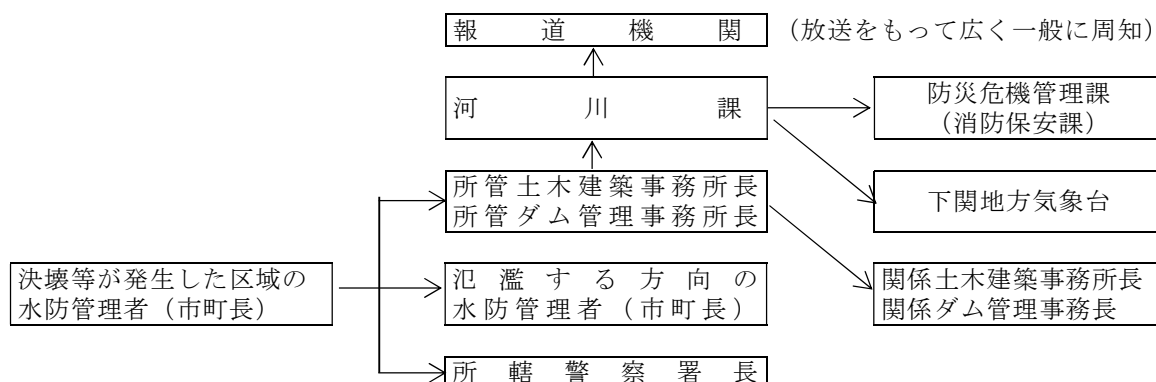 報道機関 (放送をもって広く一般に周知)
河川課
防災危機管理課
(消防保安課)
所管土木建築事務所長
所管ダム管理事務所長
下関地方気象台
決壊等が発生した区域の
水防管理者(市町長)
氾濫する方向の
水防管理者(市町長)
関係土木建築事務所長
関係ダム管理事務長
所轄警察署長